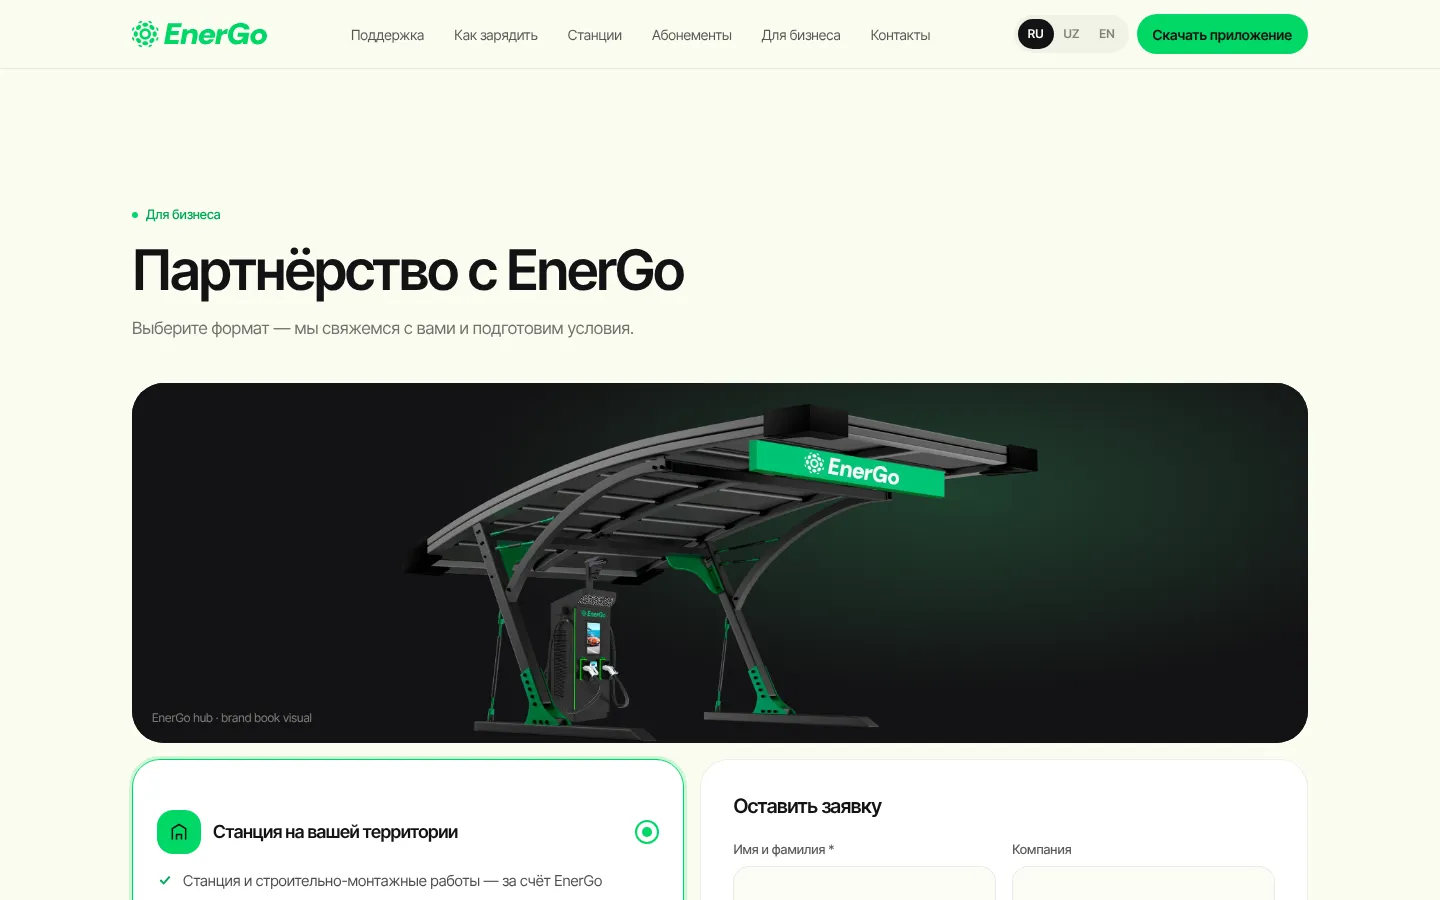 EnerGo
Поддержка
Как зарядить
Станции
Абонементы
Для бизнеса
Контакты
RU
UZ
EN
Скачать приложение
Для бизнеса
Партнёрство с EnerGo
Выберите формат — мы свяжемся с вами и подготовим условия.
EnerGo
EnerGo
EnerGo hub · brand book visual
Станция на вашей территории
Станция и строительно-монтажные работы — за счёт EnerGo
Оставить заявку
Имя и фамилия *
Компания